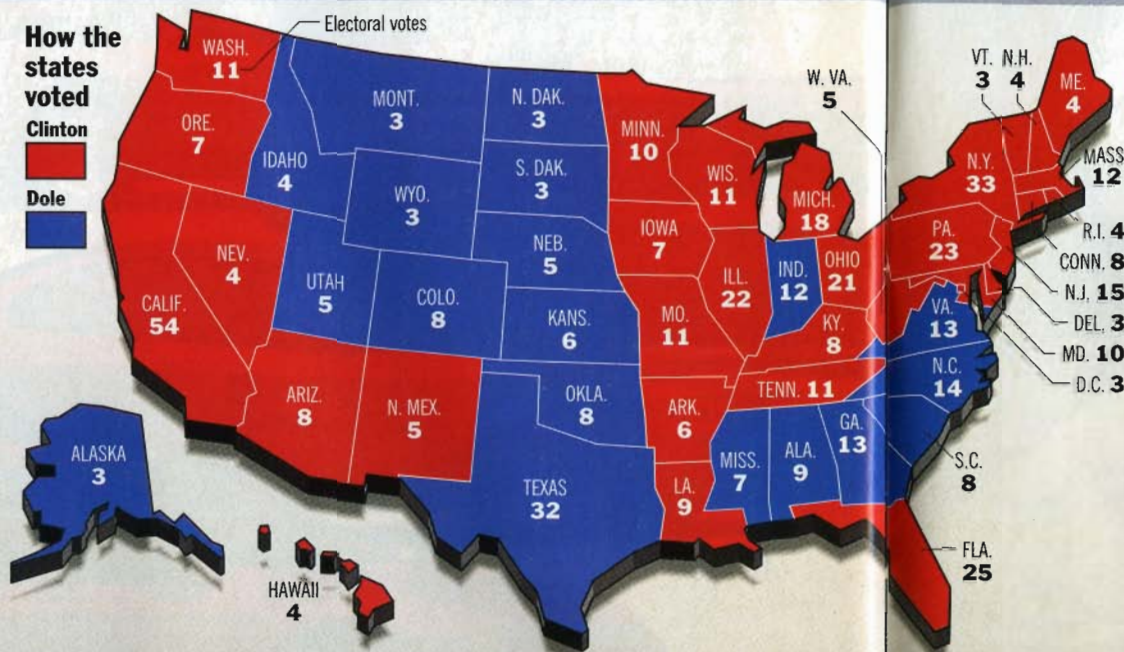 How the
states
voted
Clinton
Dole
Electoral votes
WASH.
11
ORE.
7
CALIF.
54
NEV.
4
IDAHO
4
MONT.
3
WYO.
3
UTAH
5
COLO.
8
ARIZ.
8
N. MEX.
5
N. DAK.
3
S. DAK.
3
NEB.
5
KANS.
6
OKLA.
8
TEXAS
32
MINN.
10
IOWA
7
MO.
11
ARK.
6
LA.
9
WIS.
11
ILL.
22
MICH.
18
IND.
12
OHIO
21
KY.
8
TENN. 11
MISS.
7
ALA.
9
GA.
13
FLA.
25
S.C.
8
N.C.
14
VA.
13
W. VA.
5
PA.
23
N.Y.
33
VT.
3
N.H.
4
ME.
4
MASS
12
R.I. 4
CONN. 8
N.J. 15
DEL. 3
MD. 10
D.C. 3
ALASKA
3
HAWAII
4